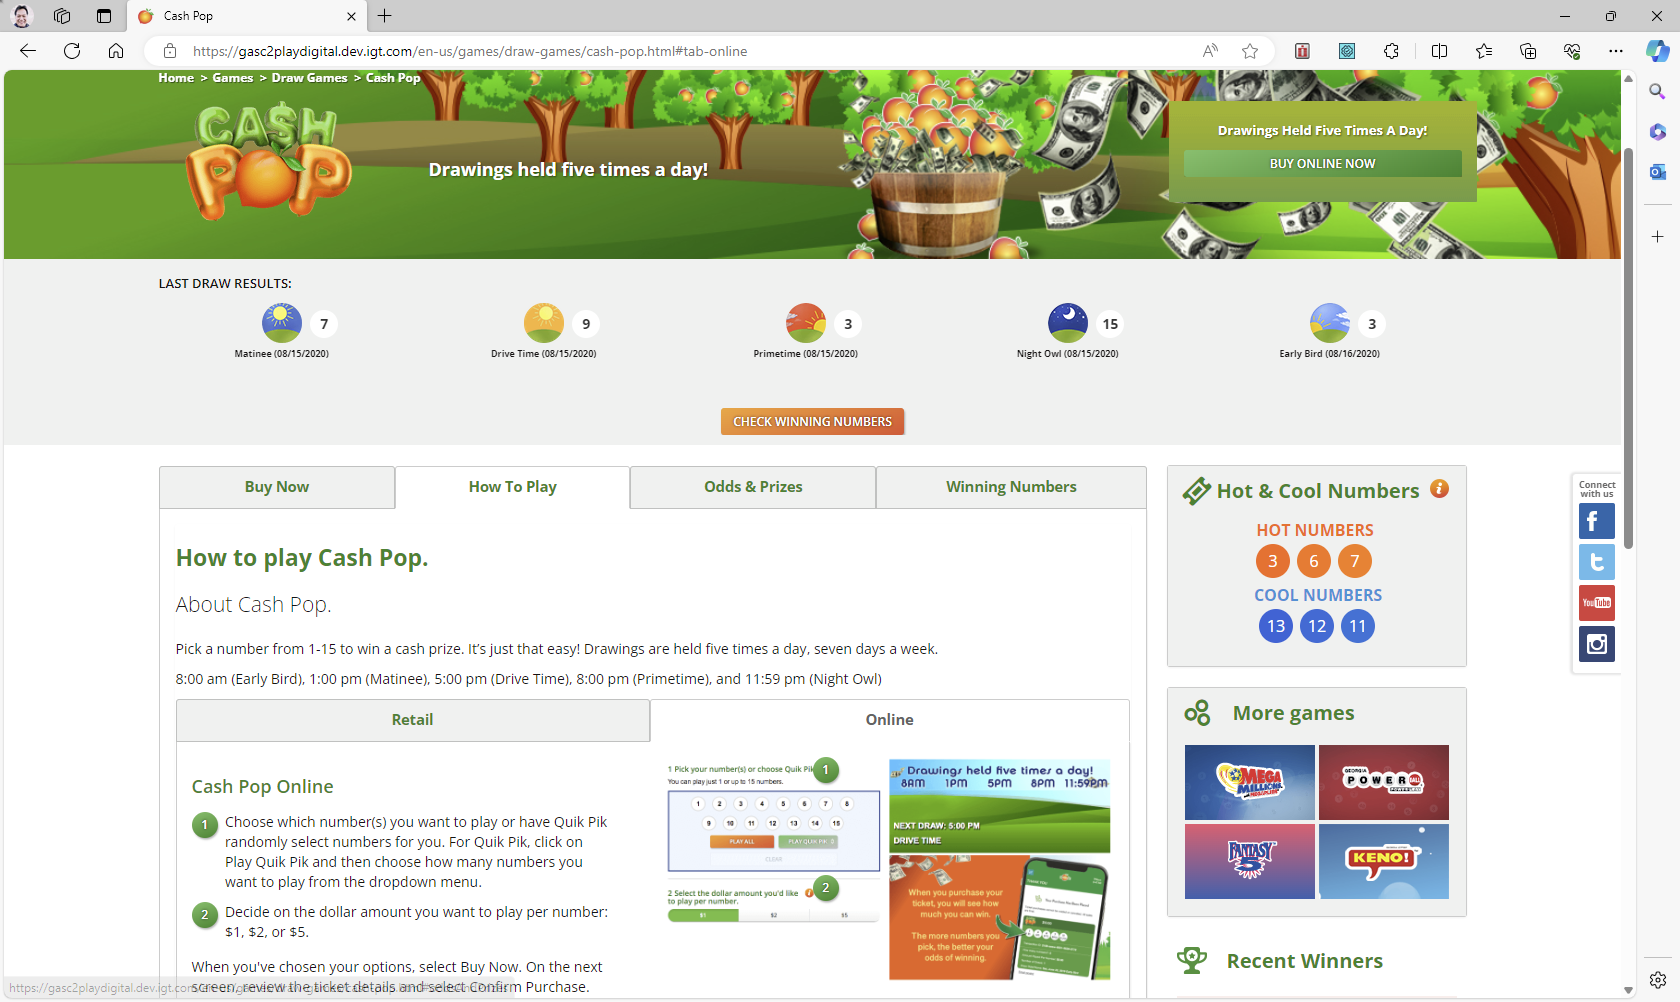 Cash Pop
https://gasc2playdigital.dev.igt.com/en-us/games/draw-games/cash-pop.html#tab-online
Home > Games > Draw Games > Cash Pop
CA$H
POP
Drawings held five times a day!
Drawings Held Five Times A Day!
BUY ONLINE NOW
LAST DRAW RESULTS:
7
9
3
15
3
Matinee (08/15/2020)
Drive Time (08/15/2020)
Primetime (08/15/2020)
Night Owl (08/15/2020)
Early Bird (08/16/2020)
CHECK WINNING NUMBERS
Buy Now
How To Play
Odds & Prizes
Winning Numbers
How to play Cash Pop.
About Cash Pop.
Pick a number from 1-15 to win a cash prize. It's just that easy! Drawings are held five times a day, seven days a week.
8:00 am (Early Bird), 1:00 pm (Matinee), 5:00 pm (Drive Time), 8:00 pm (Primetime), and 11:59 pm (Night Owl)
Retail
Online
Cash Pop Online
1 Choose which number(s) you want to play or have Quik Pik
randomly select numbers for you. For Quik Pik, click on
Play Quik Pik and then choose how many numbers you
want to play from the dropdown menu.
2 Decide on the dollar amount you want to play per number:
$1, $2, or $5.
When you've chosen your options, select Buy Now. On the next
screen, review the ticket details and select Confirm Purchase.
1 Pick your number(s) or choose Quik Pik
1
You can play just 1 or up to 15 numbers.
1 2 3 4 5 6 7 8
9 10 11 12 13 14 15
PLAY ALL
PLAY QUIK PIK
CLEAR
2 Select the dollar amount you'd like
to play per number.
2
$1 $2 $5
Drawings held five times a day!
8AM 1PM 5PM 8PM 11:59PM
NEXT DRAW: 5:00 PM
DRIVE TIME
When you purchase your
ticket, you will see how
much you can win.
The more numbers you
pick, the better your
odds of winning.
Hot & Cool Numbers
HOT NUMBERS
3 6 7
COOL NUMBERS
13 12 11
More games
MEGA
MILLIONS
GEORGIA
POWERBALL
FANTASY
5
KENO!
Recent Winners
Connect
with us
YouTube